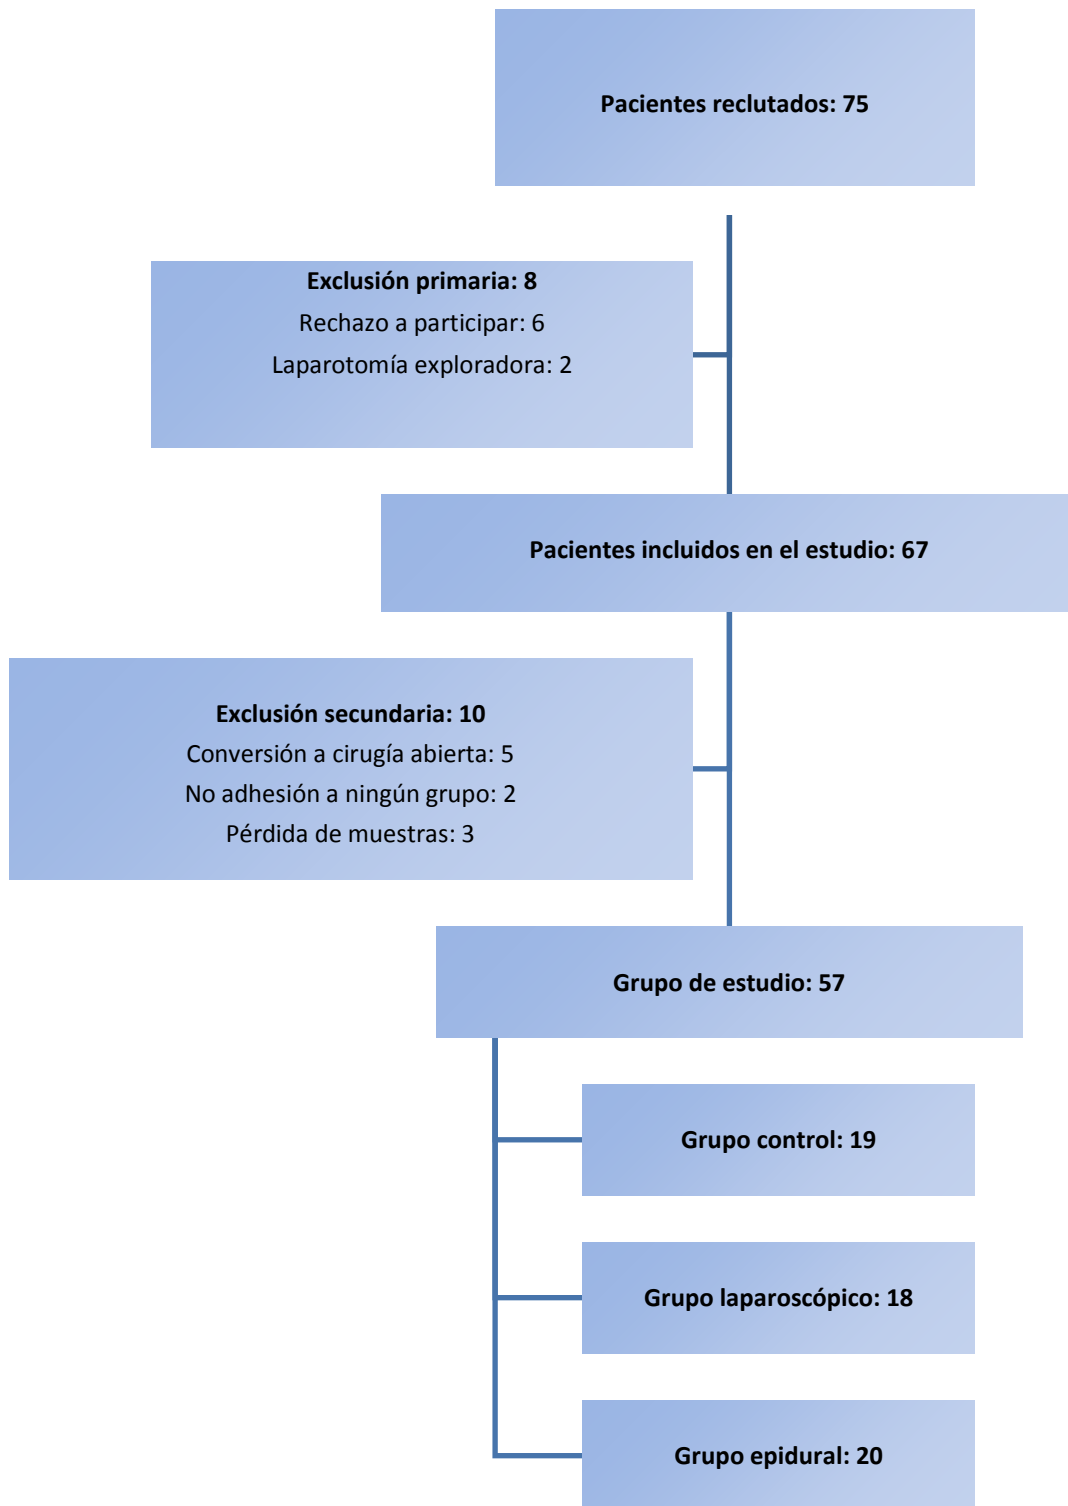 Pacientes reclutados: 75
Exclusión primaria: 8
Rechazo a participar: 6
Laparotomía exploradora: 2
Pacientes incluidos en el estudio: 67
Exclusión secundaria: 10
Conversión a cirugía abierta: 5
No adhesión a ningún grupo: 2
Pérdida de muestras: 3
Grupo de estudio: 57
Grupo control: 19
Grupo laparoscópico: 18
Grupo epidural: 20